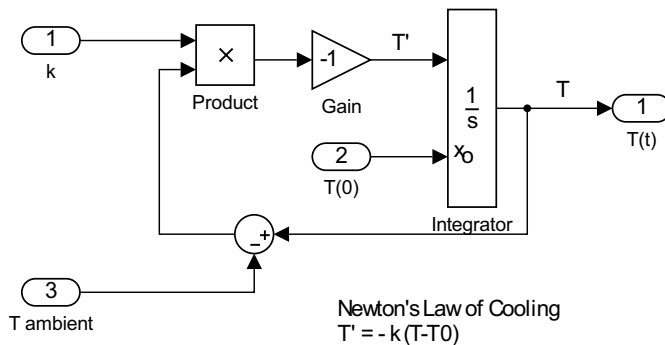 1
k
×
Product
-1
Gain
T'
1
s
xo
Integrator
T
1
T(t)
2
T(0)
+
−
3
T ambient
Newton's Law of Cooling
T' = - k (T-T0)